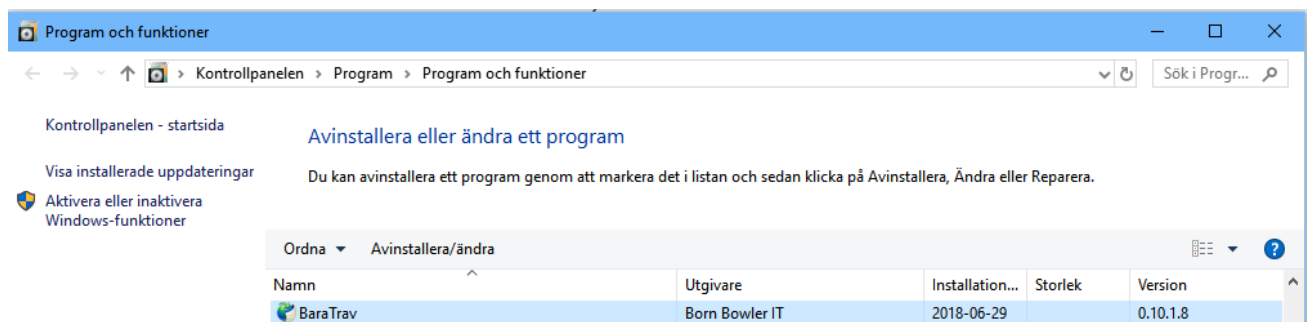 Program och funktioner
Kontrollpanelen > Program > Program och funktioner
Sök i Progr...
Kontrollpanelen - startsida
Visa installerade uppdateringar
Aktivera eller inaktivera
Windows-funktioner
Avinstallera eller ändra ett program
Du kan avinstallera ett program genom att markera det i listan och sedan klicka på Avinstallera, Ändra eller Reparera.
Ordna Avinstallera/ändra
Namn Utgivare Installation... Storlek Version
BaraTrav Born Bowler IT 2018-06-29 0.10.1.8